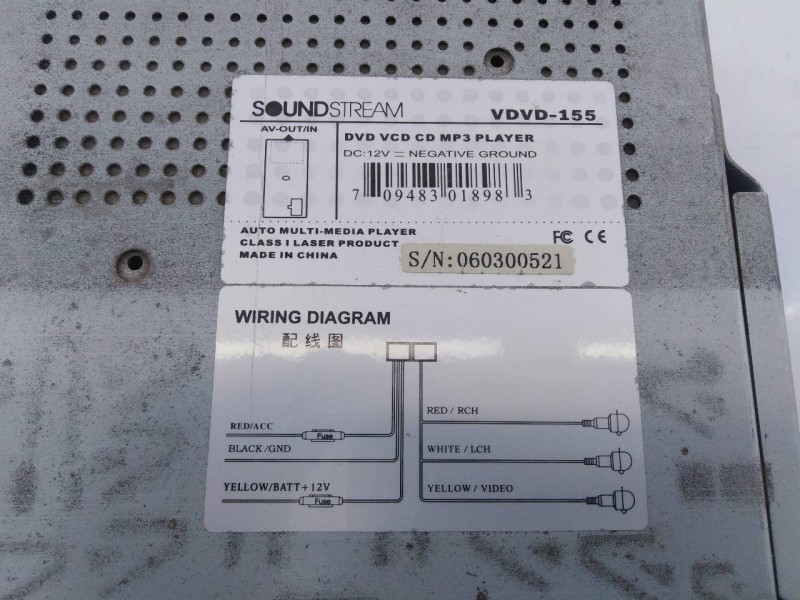 SOUNDSTREAM VDVD-155
AV-OUT/IN
DVD VCD CD MP3 PLAYER
DC:12V NEGATIVE GROUND
7 09483 01898 3
AUTO MULTI-MEDIA PLAYER
CLASS I LASER PRODUCT
MADE IN CHINA
FC CE
S/N:060300521
WIRING DIAGRAM
配线图
RED/ACC
Fuse
BLACK/GND
YELLOW/BATT+12V
Fuse
RED / RCH
WHITE / LCH
YELLOW / VIDEO